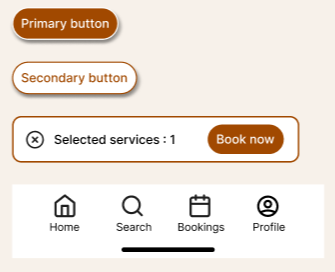 Primary button
Secondary button
Selected services : 1 Book now
Home Search Bookings Profile